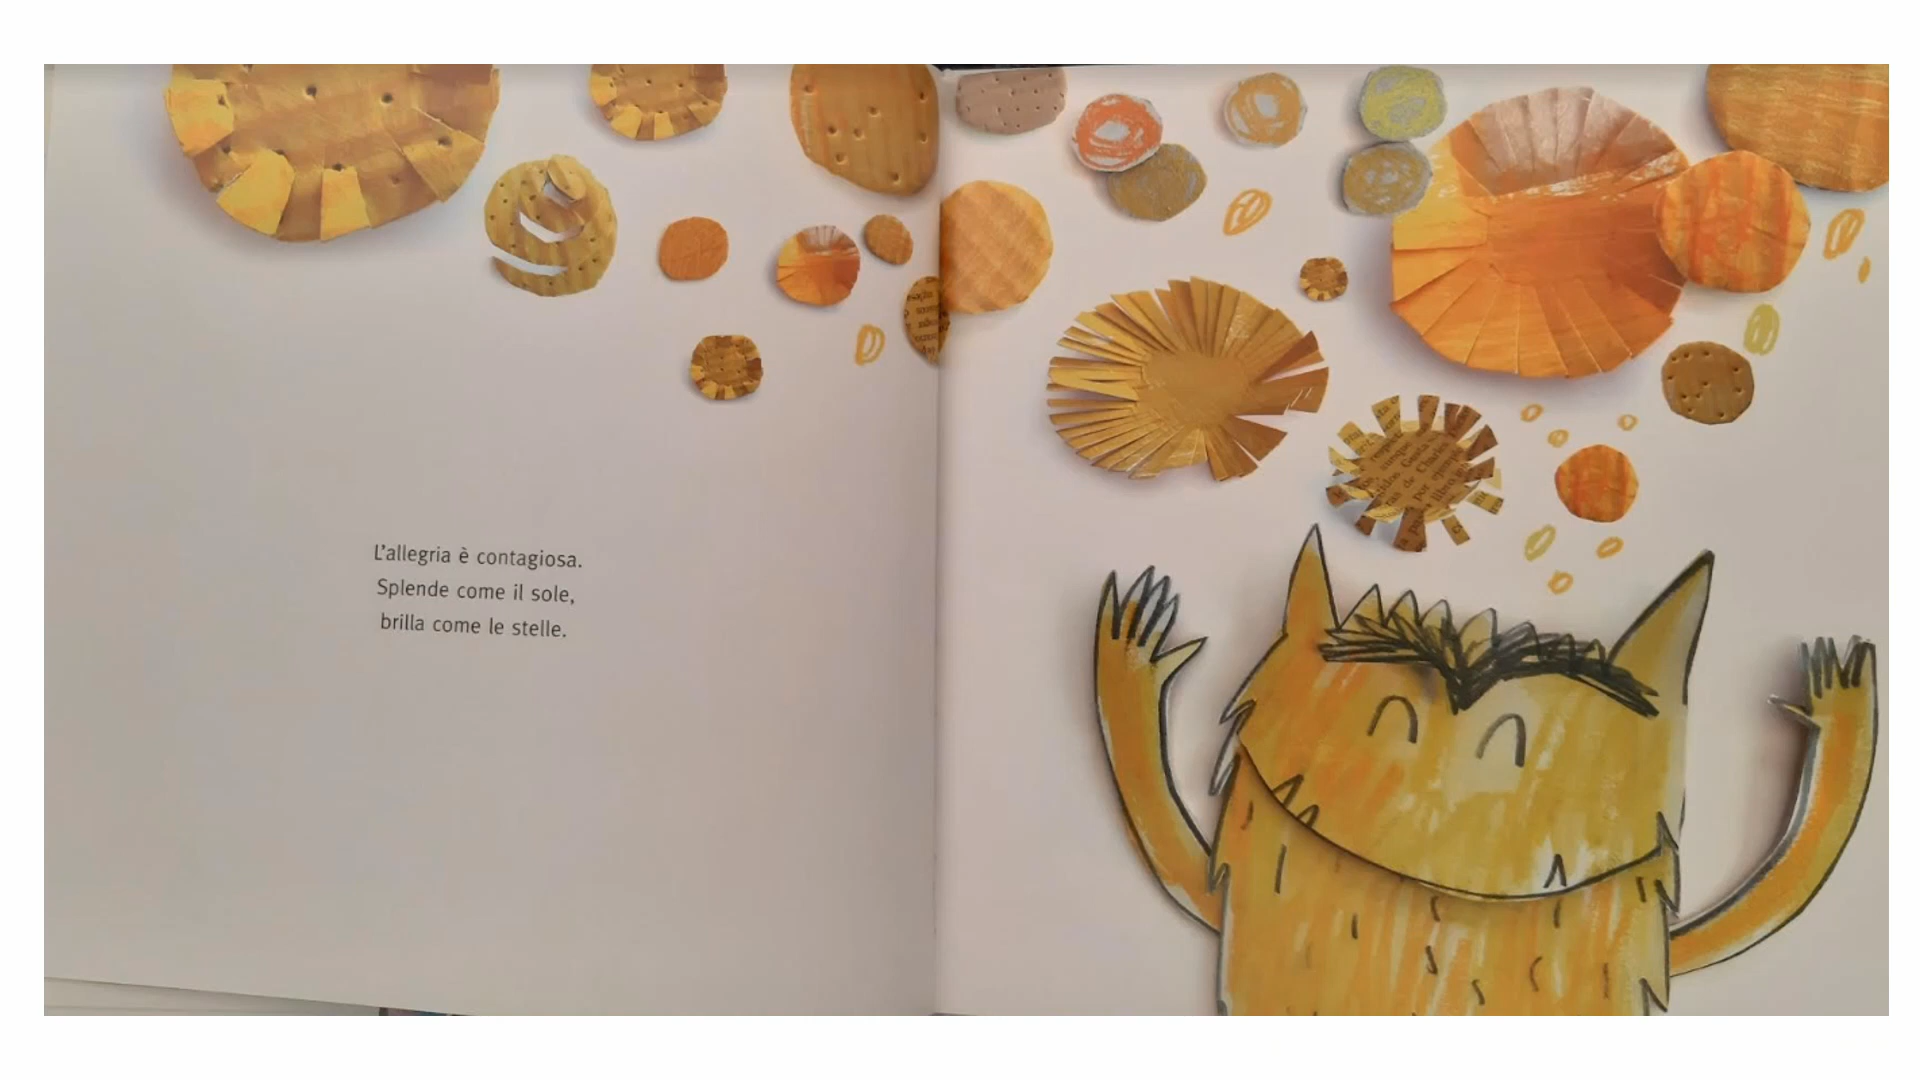 L'allegria è contagiosa.
Splende come il sole,
brilla come le stelle.